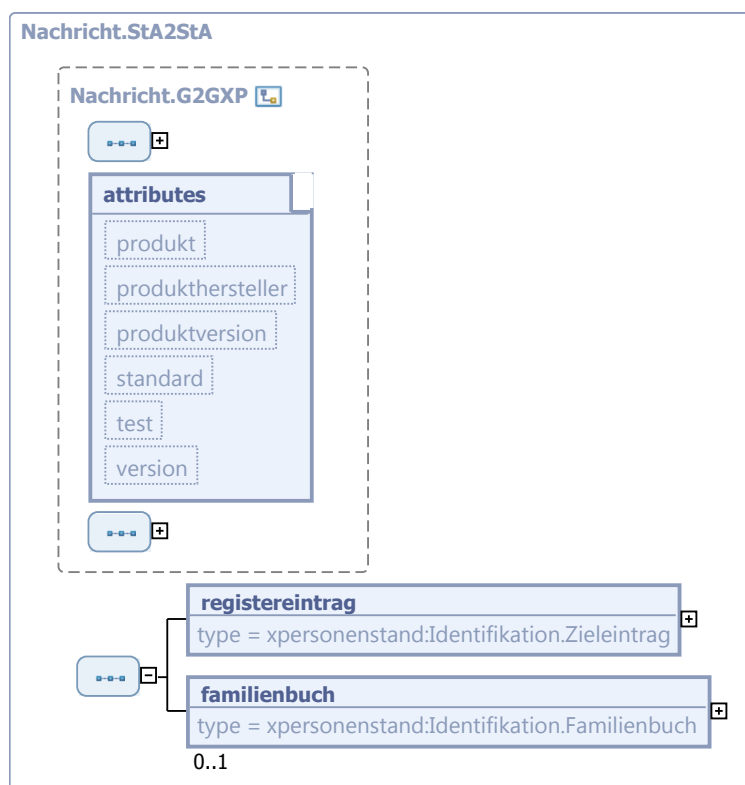 Nachricht.StA2StA
Nachricht.G2GXP
attributes
produkt
produkthersteller
produktversion
standard
test
version
registereintrag
type = xpersonenstand:Identifikation.Zieleintrag
familienbuch
type = xpersonenstand:Identifikation.Familienbuch
0..1